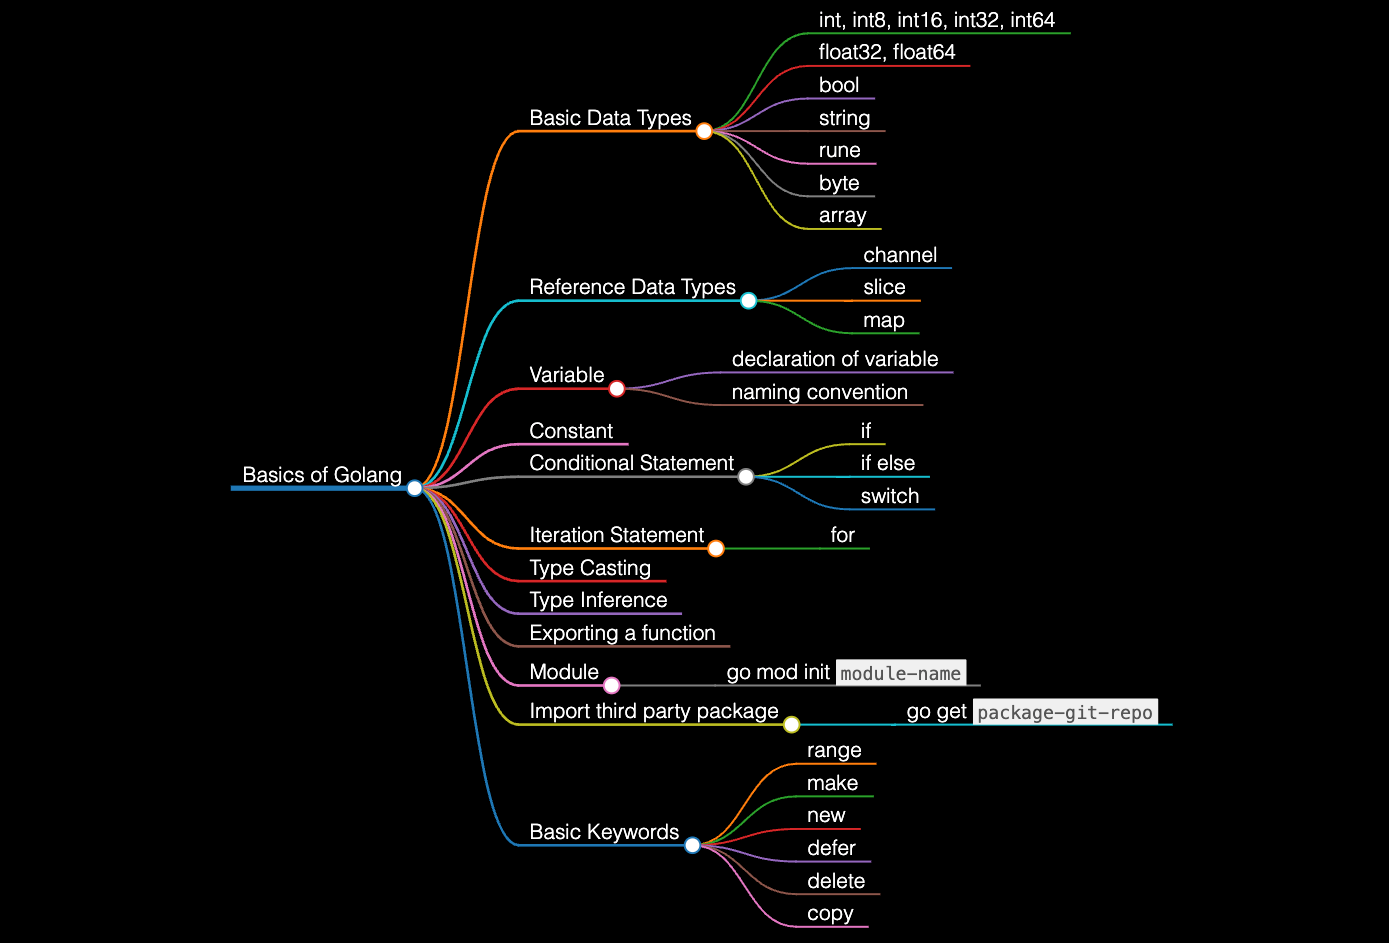 Basics of Golang
Basic Data Types
int, int8, int16, int32, int64
float32, float64
bool
string
rune
byte
array
Reference Data Types
channel
slice
map
Variable
declaration of variable
naming convention
Constant
Conditional Statement
if
if else
switch
Iteration Statement
for
Type Casting
Type Inference
Exporting a function
Module
go mod init module-name
Import third party package
go get package-git-repo
Basic Keywords
range
make
new
defer
delete
copy